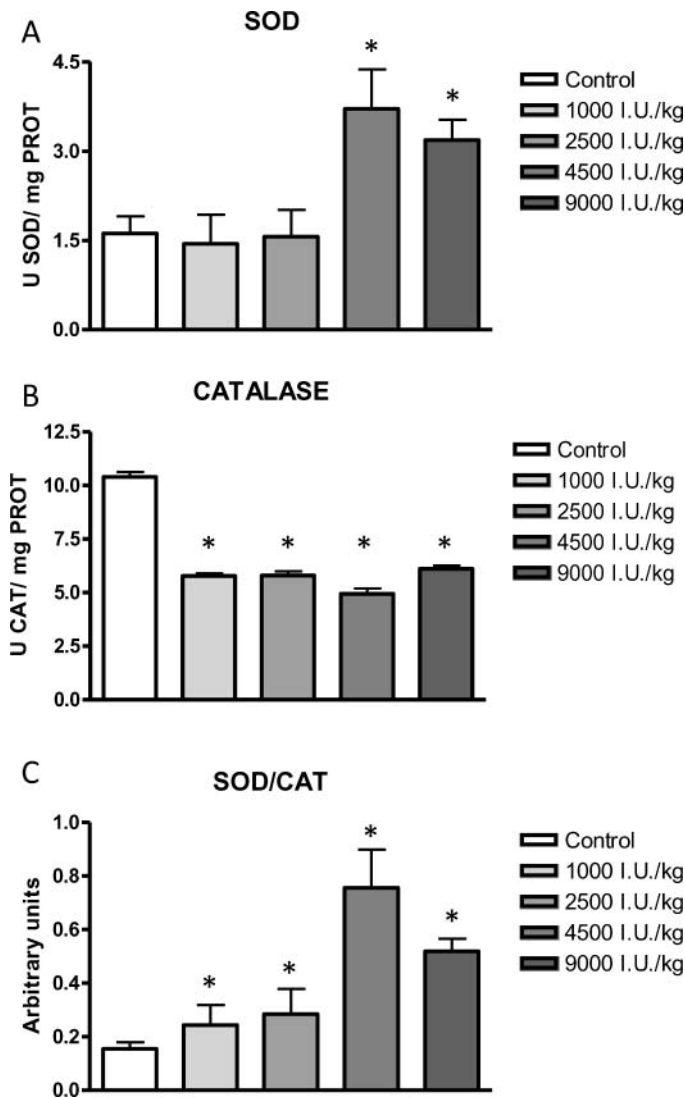 A
SOD
U SOD/ mg PROT
4.5
3.0
1.5
0.0
*
*
Control
1000 I.U./kg
2500 I.U./kg
4500 I.U./kg
9000 I.U./kg
B
CATALASE
U CAT/ mg PROT
12.5
10.0
7.5
5.0
2.5
0.0
*
*
*
*
Control
1000 I.U./kg
2500 I.U./kg
4500 I.U./kg
9000 I.U./kg
C
SOD/CAT
Arbitrary units
1.0
0.8
0.6
0.4
0.2
0.0
*
*
*
*
Control
1000 I.U./kg
2500 I.U./kg
4500 I.U./kg
9000 I.U./kg